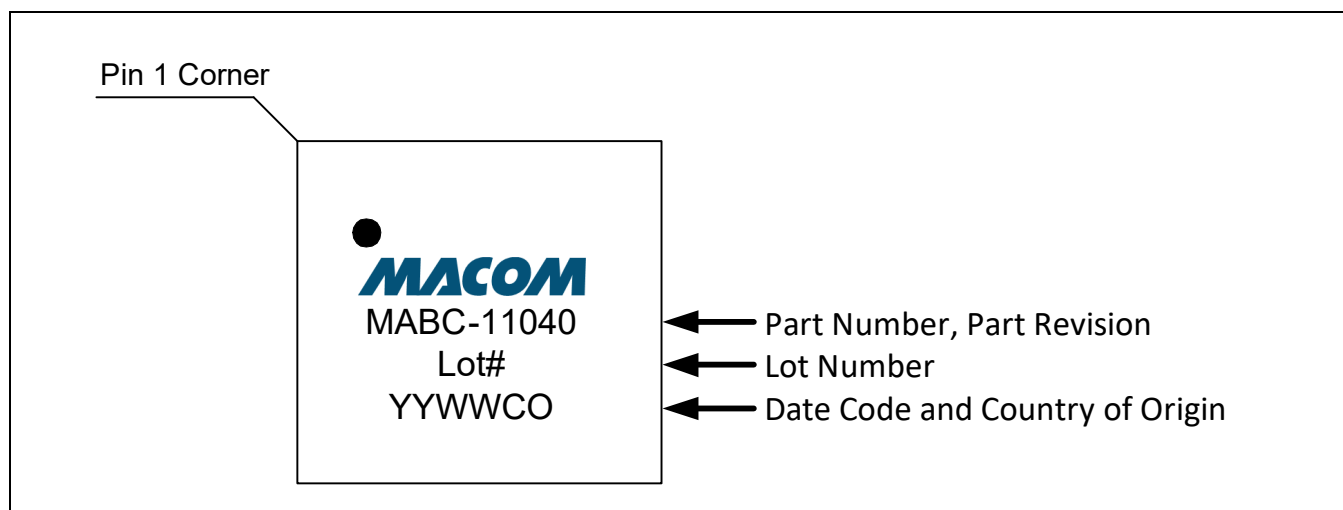 Pin 1 Corner
MACOM
MABC-11040
Part Number, Part Revision
Lot#
Lot Number
YYWWCO
Date Code and Country of Origin